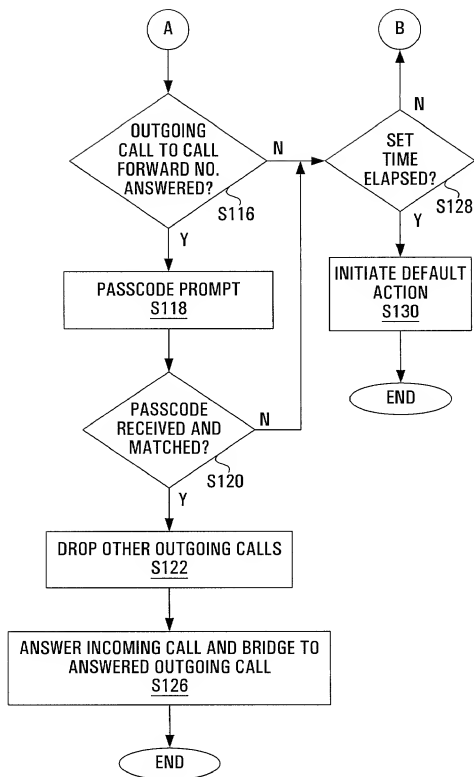 A
B
OUTGOING
CALL TO CALL
FORWARD NO.
ANSWERED?
N
S116
Y
SET
TIME
ELAPSED?
N
S128
Y
PASSCODE PROMPT
S118
INITIATE DEFAULT
ACTION
S130
END
PASSCODE
RECEIVED AND
MATCHED?
N
S120
Y
DROP OTHER OUTGOING CALLS
S122
ANSWER INCOMING CALL AND BRIDGE TO
ANSWERED OUTGOING CALL
S126
END